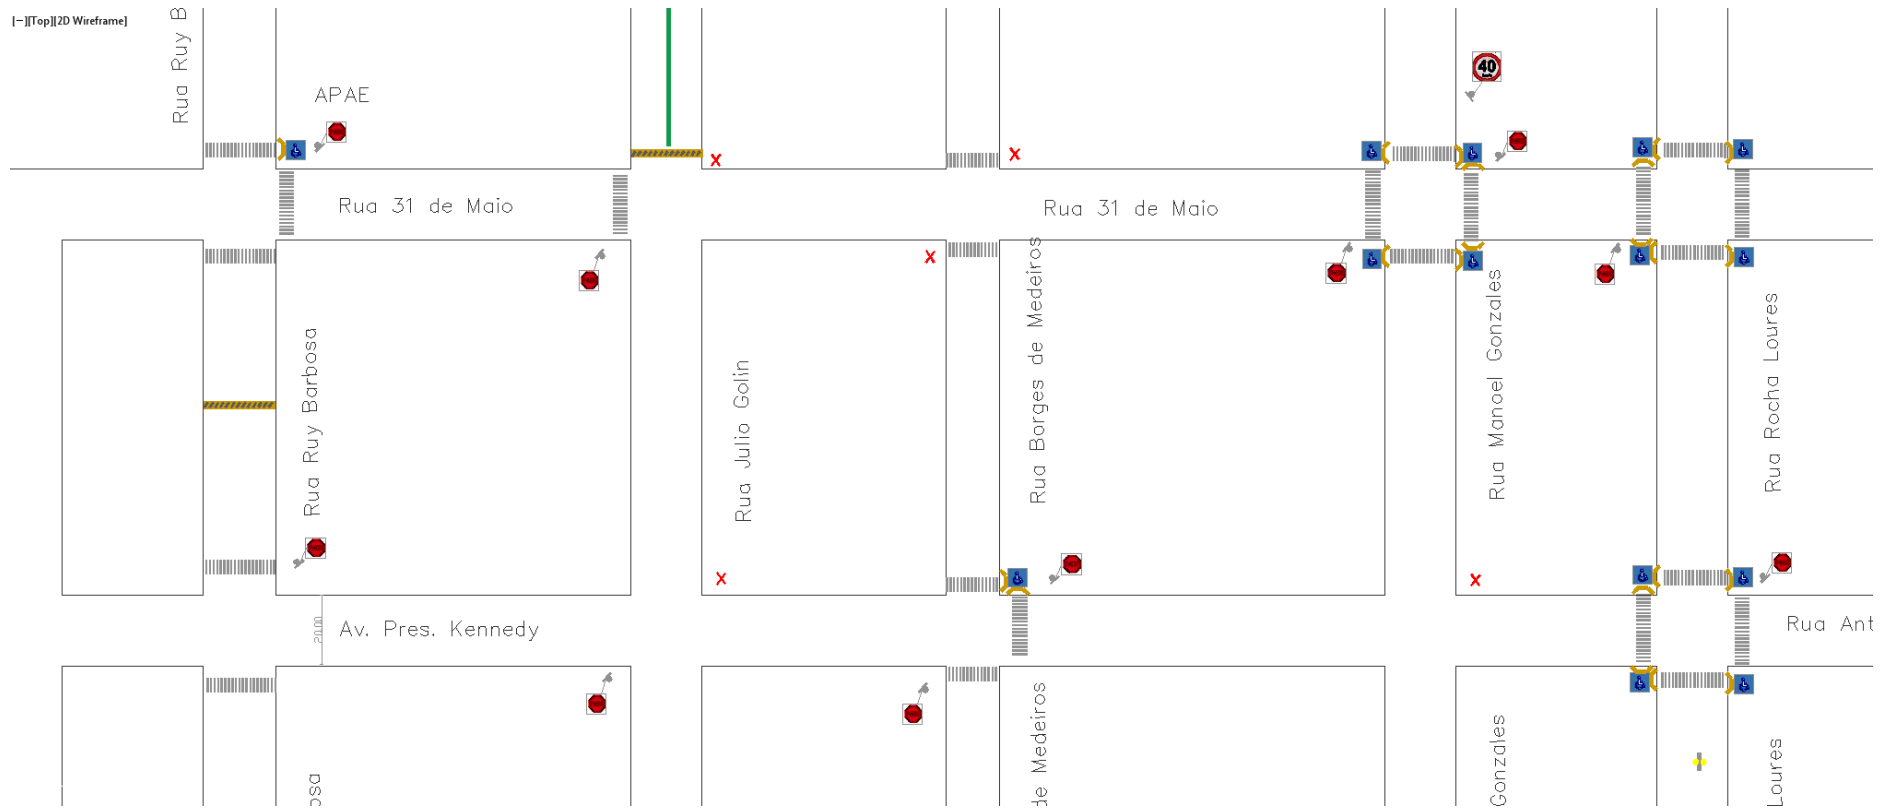 [−][Top][2D Wireframe]
Rua Ruy B
APAE
40
Rua 31 de Maio
Rua 31 de Maio
Rua Ruy Barbosa
Rua Julio Golin
Rua Borges de Medeiros
Rua Manoel Gonzales
Rua Rocha Loures
20.00
Av. Pres. Kennedy
Rua Ant
osa
de Medeiros
Gonzales
Loures